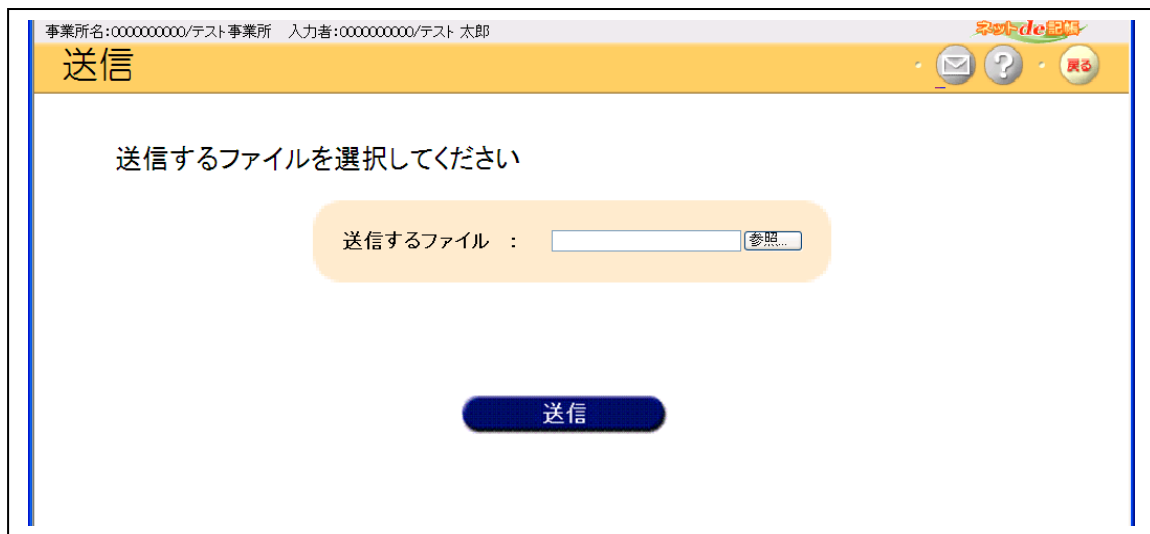 事業所名:000000000/テスト事業所 入力者:000000000/テスト 太郎
ネットde記帳
送信
?
戻る
送信するファイルを選択してください
送信するファイル :
参照...
送信